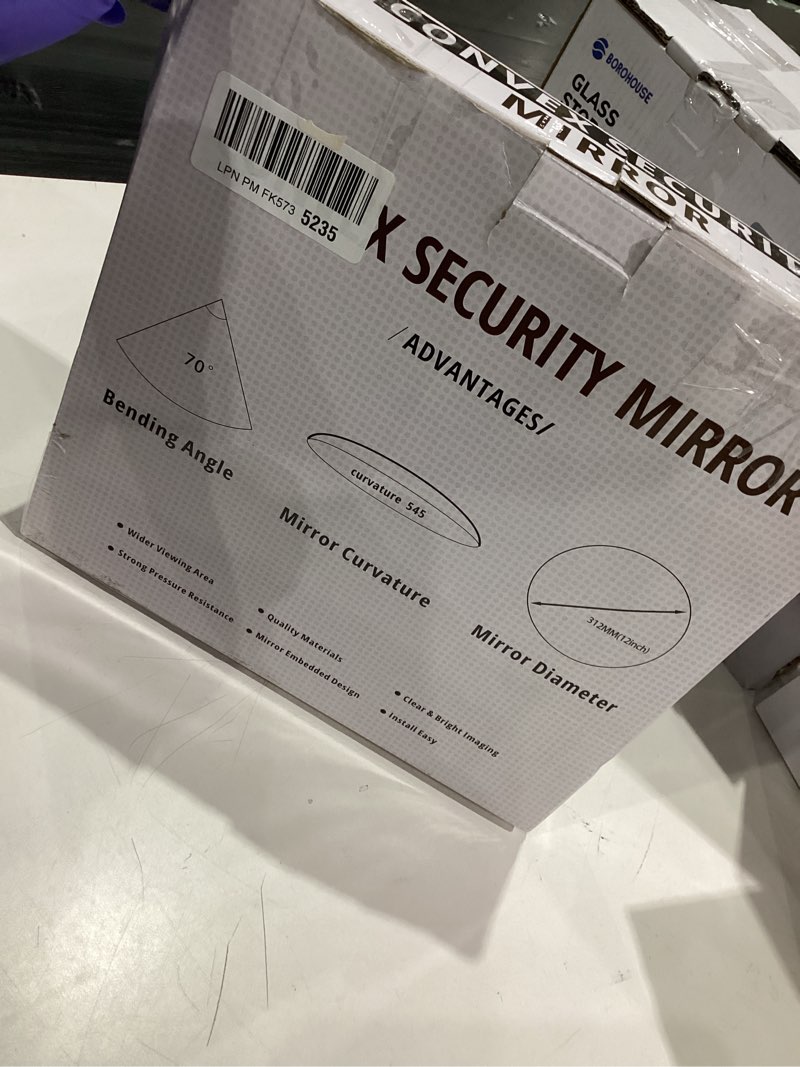 CONVEX SECURITY
MIRROR
BOROHOUSE
GLASS
LPN PM FK573 5235
X SECURITY MIRROR
/ADVANTAGES/
70°
Bending Angle
curvature 545
Mirror Curvature
312MM(12inch)
Mirror Diameter
• Wider Viewing Area
• Strong Pressure Resistance
• Quality Materials
• Mirror Embedded Design
• Clear & Bright Imaging
• Install Easy